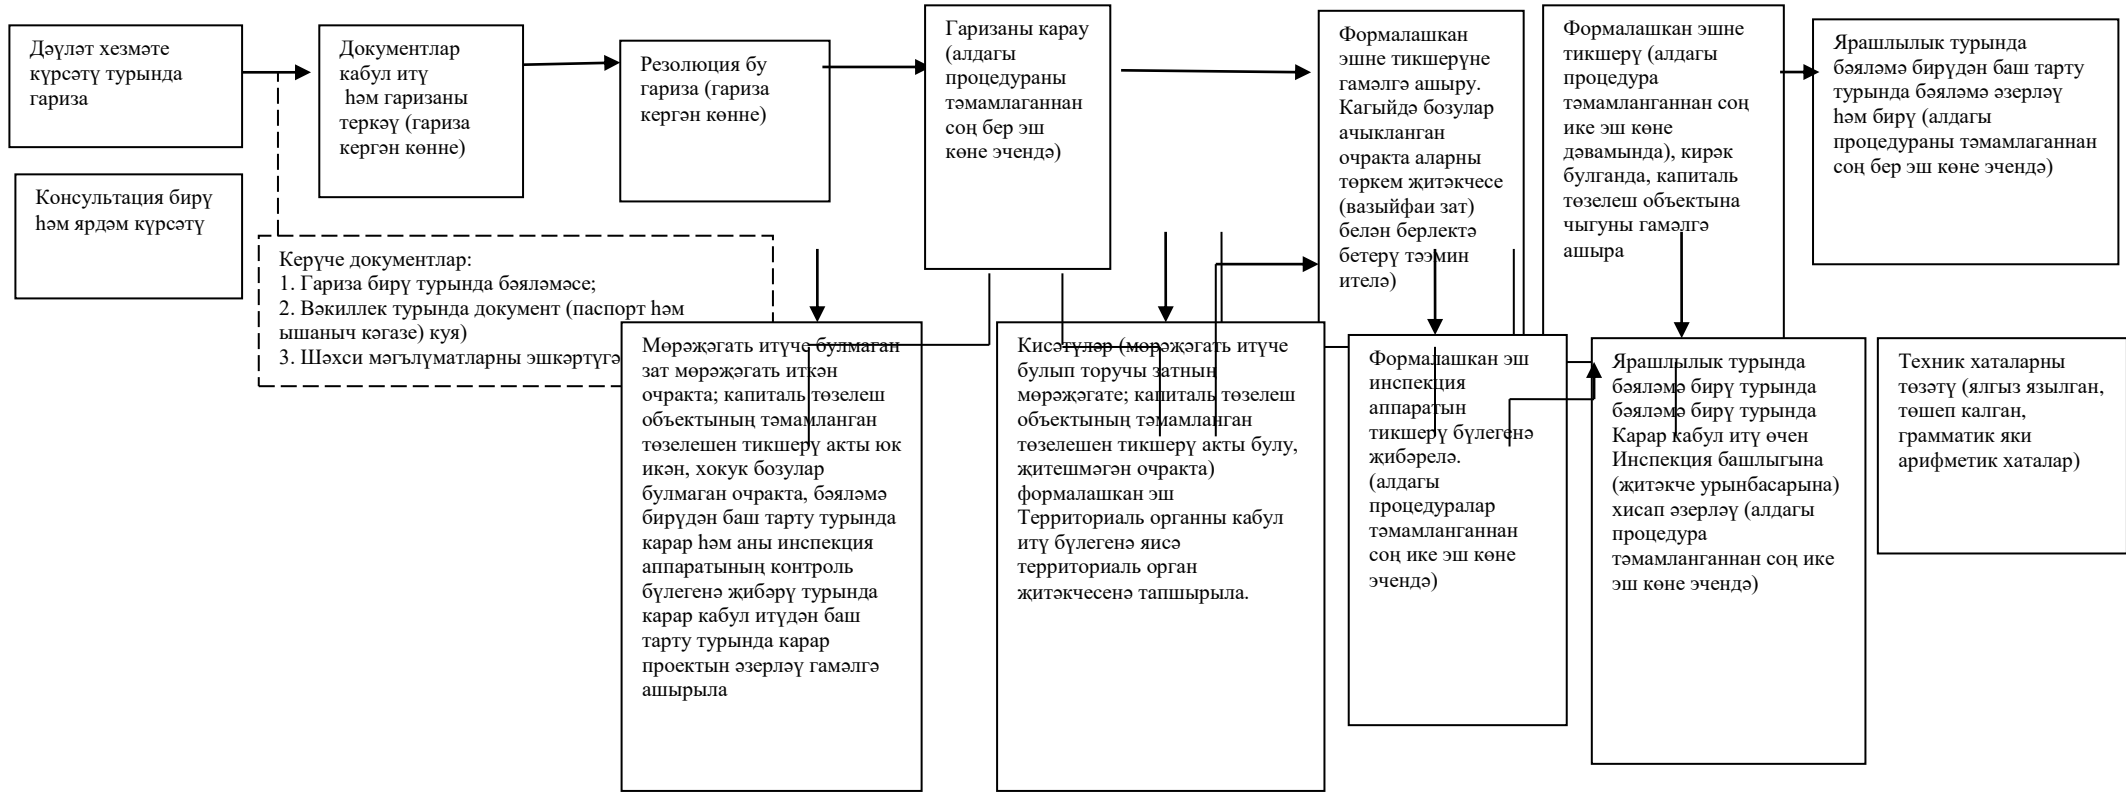 Дәүләт хезмәте
күрсәтү турында
гариза
Консультация бирү
һәм ярдәм күрсәтү
Документлар
кабул итү
һәм гаризаны
теркәү (гариза
кергән көнне)
Керүче документлар:
1. Гариза бирү турында бәяләмәсе;
2. Вәкиллек турында документ (паспорт һәм
ышаныч кәгазе) куя)
3. Шәхси мәгълүматларны эшкәртүгә
Резолюция бу
гариза (гариза
кергән көнне)
Гаризаны карау
(алдагы
процедураны
тәмамлаганнан
соң бер эш
көне эчендә)
Формалашкан
эшне тикшерүне
гамәлгә ашыру.
Кагыйдә бозулар
ачыкланган
очракта аларны
төркем җитәкчесе
(вазыйфаи зат)
белән берлектә
бетерү тәэмин
ителә)
Формалашкан эшне
тикшерү (алдагы
процедура
тәмамланганнан соң
ике эш көне
дәвамында), кирәк
булганда, капиталь
төзелеш объектына
чыгуны гамәлгә
ашыра
Ярашлылык турында
бәяләмә бирүдән баш тарту
турында бәяләмә әзерләү
һәм бирү (алдагы
процедураны тәмамлаганнан
соң бер эш көне эчендә)
Мөрәҗәгать итүче булмаган
зат мөрәҗәгать иткән
очракта; капиталь төзелеш
объектының тәмамланган
төзелешен тикшерү акты юк
икән, хокук бозулар
булмаган очракта, бәяләмә
бирүдән баш тарту турында
карар һәм аны инспекция
аппаратының контроль
бүлегенә җибәрү турында
карар кабул итүдән баш
тарту турында карар
проектын әзерләү гамәлгә
ашырыла
Кисәтүләр (мөрәҗәгать итүче
булып торучы затның
мөрәҗәгате; капиталь төзелеш
объектының тәмамланган
төзелешен тикшерү акты булу,
җитешмәгән очракта)
формалашкан эш
Территориаль органны кабул
итү бүлегенә яисә
территориаль орган
җитәкчесенә тапшырыла.
Формалашкан эш
инспекция
аппаратын
тикшерү бүлегенә
җибәрелә.
(алдагы
процедуралар
тәмамланганнан
соң ике эш көне
эчендә)
Ярашлылык турында
бәяләмә бирү турында
бәяләмә бирү турында
Карар кабул итү өчен
Инспекция башлыгына
(җитәкче урынбасарына)
хисап әзерләү (алдагы
процедура
тәмамланганнан соң ике
эш көне эчендә)
Техник хаталарны
төзәтү (ялгыз язылган,
төшеп калган,
грамматик яки
арифметик хаталар)